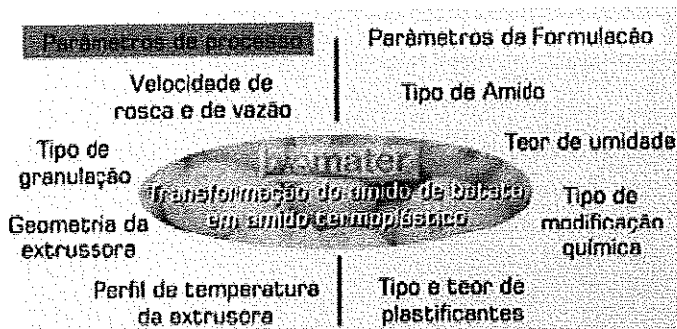 Parâmetros de processo
Parâmetros da Formulação
Velocidade de
rosca e de vazão
Tipo de Amido
Tipo de
granulação
Teor de umidade
biomater
Transformação do amido de batata
em amido termoplástico
Geometria da
extrussora
Tipo de
modificação
química
Perfil de temperatura
da extrusora
Tipo e teor de
plastificantes